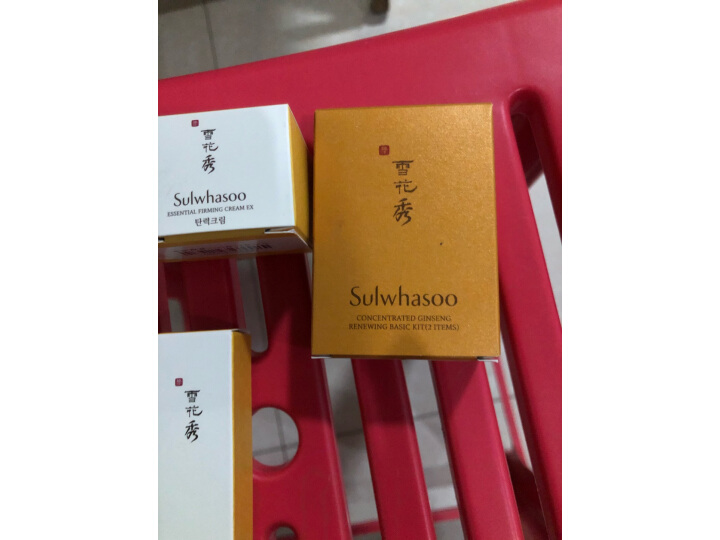 雪花秀
Sulwhasoo
ESSENTIAL FIRMING CREAM EX
탄력크림
雪花秀
Sulwhasoo
CONCENTRATED GINSENG
RENEWING BASIC KIT(2 ITEMS)
雪花秀